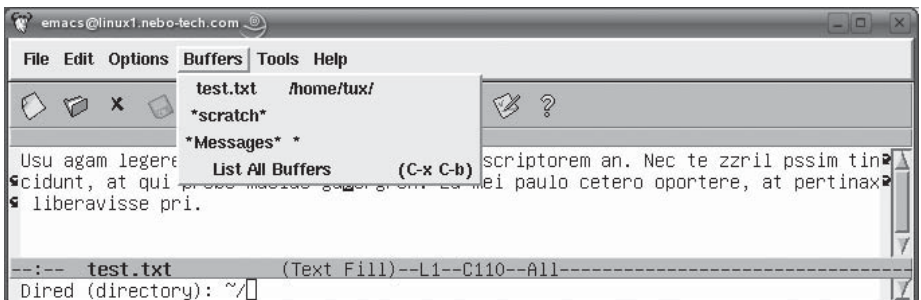 emacs@linux1.nebo-tech.com
File Edit Options Buffers Tools Help
test.txt /home/tux/
*scratch*
*Messages* *
List All Buffers (C-x C-b)
Usu agam legere scriptorem an. Nec te zzril pssim tin
cidunt, at qui mei paulo cetero oportere, at pertinax
liberavisse pri.
--:-- test.txt (Text Fill)--L1--C110--All--------------------------------
Dired (directory): ~/